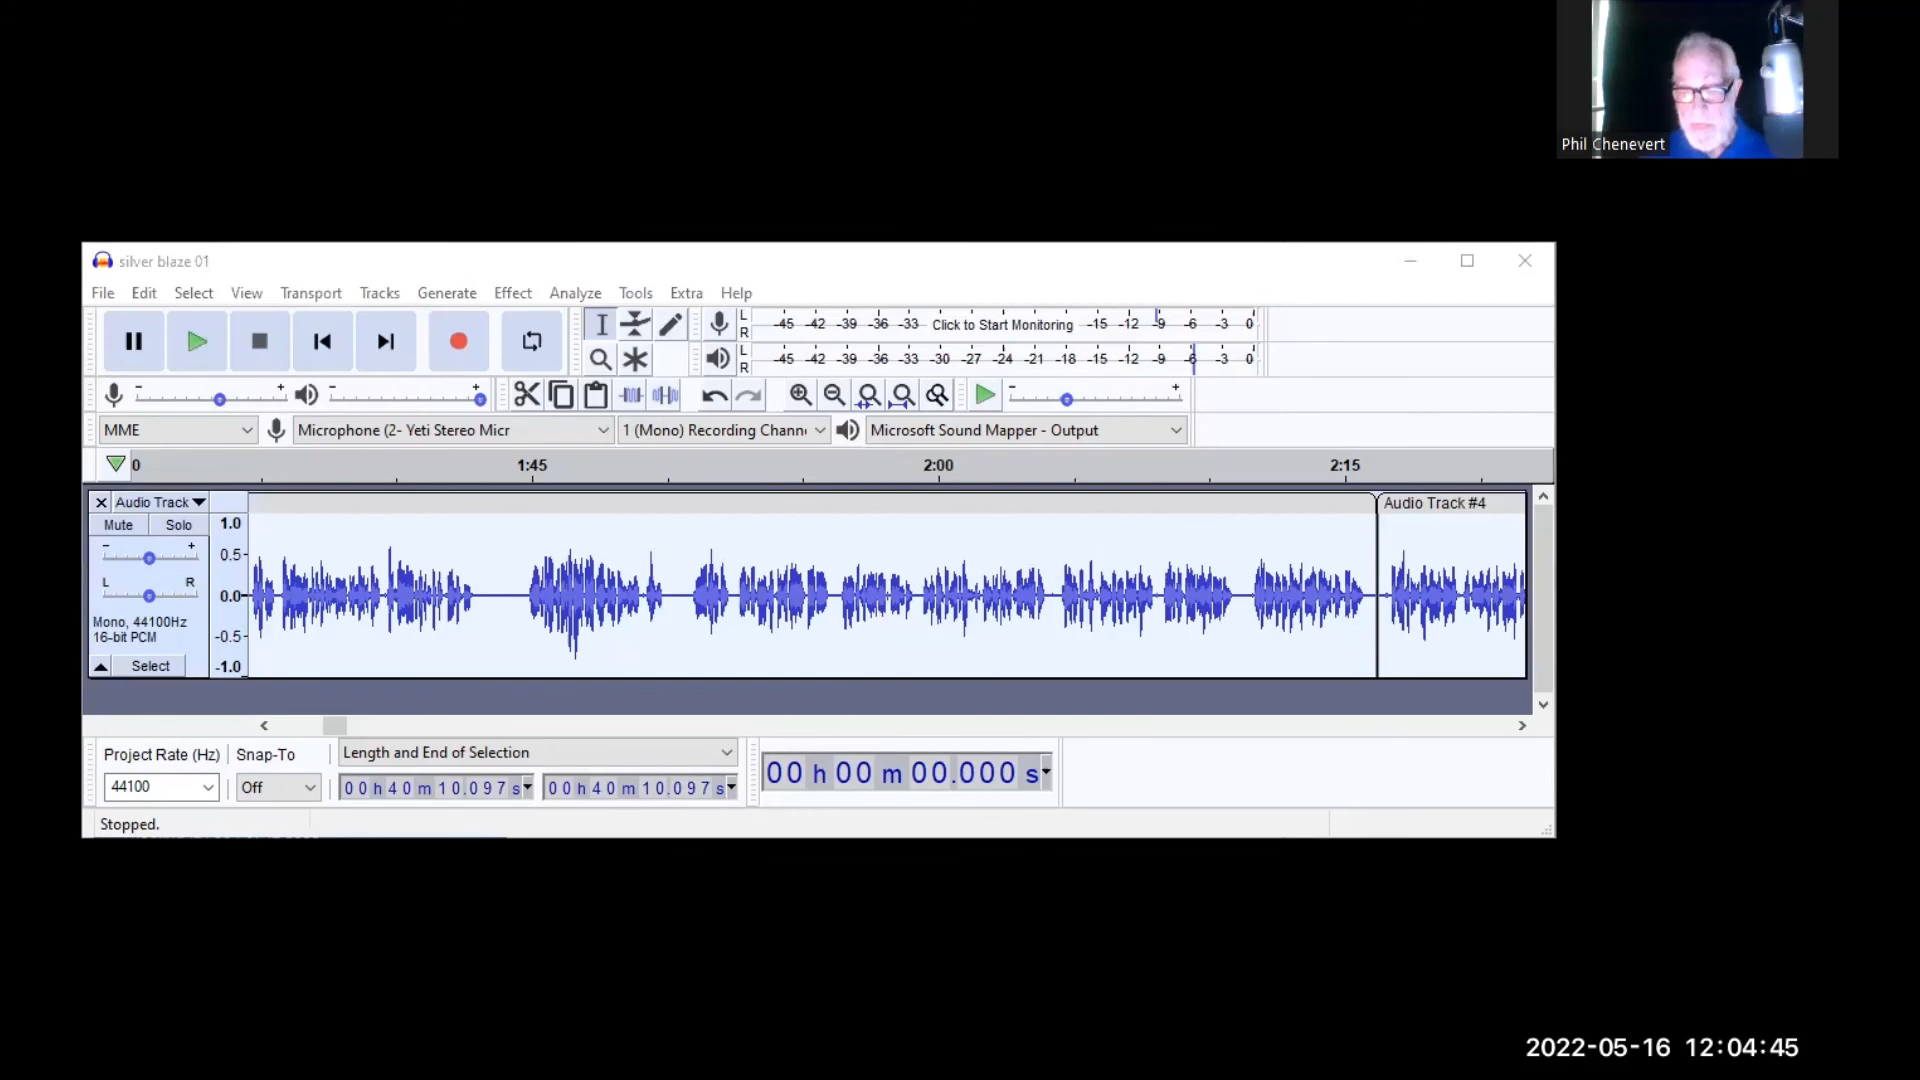 Phil Chenevert
silver blaze 01
File Edit Select View Transport Tracks Generate Effect Analyze Tools Extra Help
L
R
-45 -42 -39 -36 -33 Click to Start Monitoring -15 -12 -9 -6 -3 0
L
R
-45 -42 -39 -36 -33 -30 -27 -24 -21 -18 -15 -12 -9 -6 -3 0
- + - + - +
MME Microphone (2- Yeti Stereo Micr 1 (Mono) Recording Chann Microsoft Sound Mapper - Output
0 1:45 2:00 2:15
Audio Track Audio Track #4
Mute Solo 1.0
- + 0.5
L R
0.0
Mono, 44100Hz
16-bit PCM -0.5
Select -1.0
Project Rate (Hz) Snap-To Length and End of Selection
44100 Off 00 h 40 m 10.097 s 00 h 40 m 10.097 s 00 h 00 m 00.000 s
Stopped.
2022-05-16 12:04:45